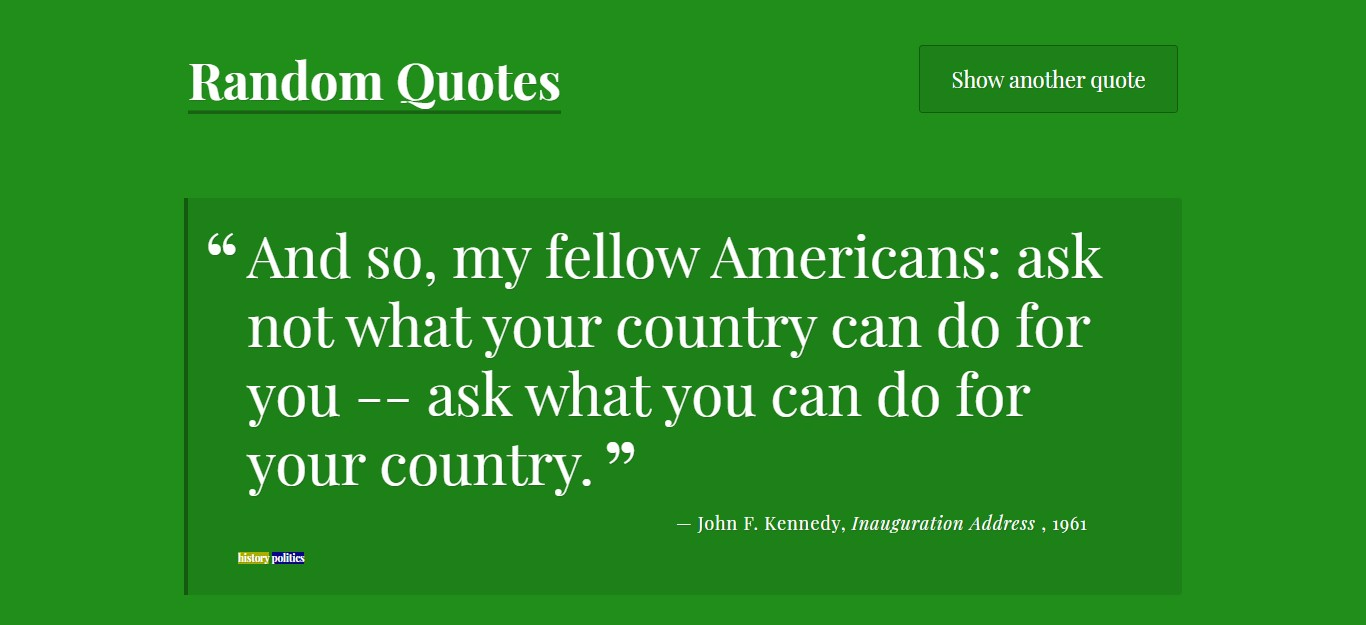 Random Quotes
Show another quote
“ And so, my fellow Americans: ask
not what your country can do for
you -- ask what you can do for
your country. ”
— John F. Kennedy, Inauguration Address , 1961
history politics